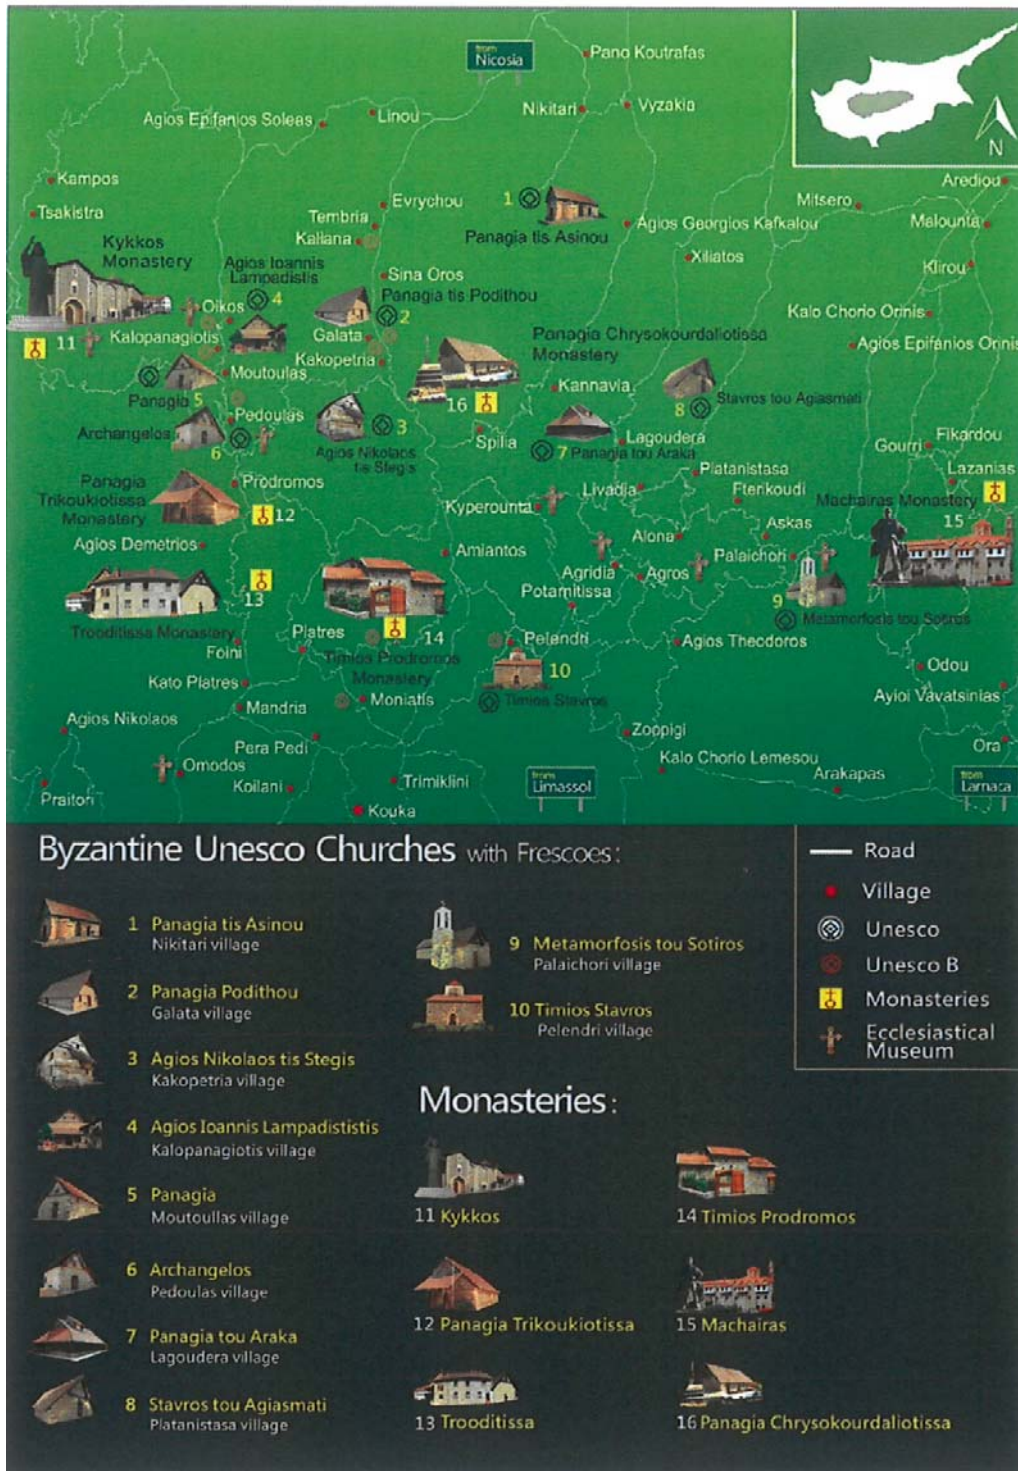 from
Nicosia
Pano Koutrafas
Nikitari
Vyzakia
Linou
Agios Epifanios Soleas
N
Kampos
Arediou
Tsakistra
Evrychou
1
Mitsero
Tembria
Malounta
Kaliana
Panagia tis Asinou
Agios Georgios Kafkalou
Kykkos
Monastery
Xiliatos
Klirou
Agios Ioannis
Lampadistis
Sina Oros
Panagia tis Podithou
Oikos
4
2
Kalo Chorio Orinis
Kalopanagiotis
Galata
Panagia Chrysokourdaliotissa
Monastery
11
Agios Epifanios Orinis
Kakopetria
Moutoulas
Kannavia
Panagia
5
16
8
Stavros tou Agiasmati
Archangelos
Pedoulas
6
3
Agios Nikolaos
tis Stegis
Spilia
7
Panagia tou Araka
Lagoudera
Gourri
Fikardou
Platanistasa
Lazanias
Panagia
Trikoukiotissa
Monastery
Prodromos
12
Livadia
Fterikoudi
Machairas Monastery
15
Kyperounta
Alona
Askas
Agios Demetrios
Amiantos
Palaichori
Agridia
Agros
Potamitissa
13
9
Metamorfosis tou Sotiros
Trooditissa Monastery
Platres
14
Pelendri
Agios Theodoros
Foini
Timios Prodromos
Monastery
10
Odou
Kato Platres
Timios Stavros
Ayioi Vavatsinias
Mandria
Moniatis
Agios Nikolaos
Zoopigi
Pera Pedi
Ora
Omodos
Kalo Chorio Lemesou
Praitori
Koilani
Trimiklini
from
Limassol
Arakapas
from
Larnaca
Kouka
Byzantine Unesco Churches with Frescoes:
1 Panagia tis Asinou
Nikitari village
2 Panagia Podithou
Galata village
3 Agios Nikolaos tis Stegis
Kakopetria village
4 Agios Ioannis Lampadististis
Kalopanagiotis village
5 Panagia
Moutoullas village
6 Archangelos
Pedoulas village
7 Panagia tou Araka
Lagoudera village
8 Stavros tou Agiasmati
Platanistasa village
9 Metamorfosis tou Sotiros
Palaichori village
10 Timios Stavros
Pelendri village
Road
Village
Unesco
Unesco B
Monasteries
Ecclesiastical
Museum
Monasteries:
11 Kykkos
12 Panagia Trikoukiotissa
13 Trooditissa
14 Timios Prodromos
15 Machairas
16 Panagia Chrysokourdaliotissa